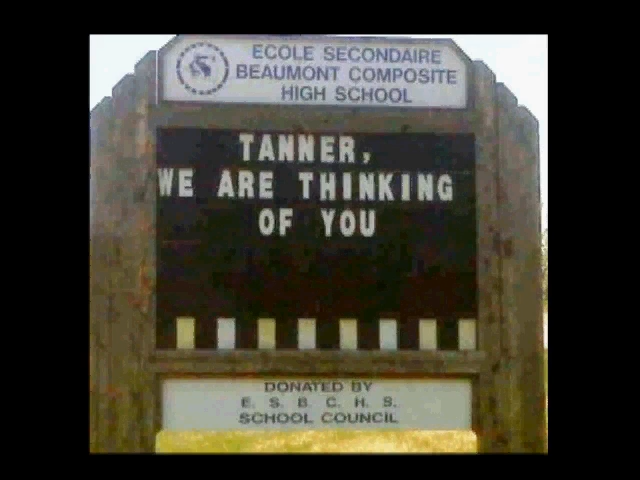 ECOLE SECONDAIRE
BEAUMONT COMPOSITE
HIGH SCHOOL
TANNER,
WE ARE THINKING
OF YOU
DONATED BY
E. S. B. C. H. S.
SCHOOL COUNCIL